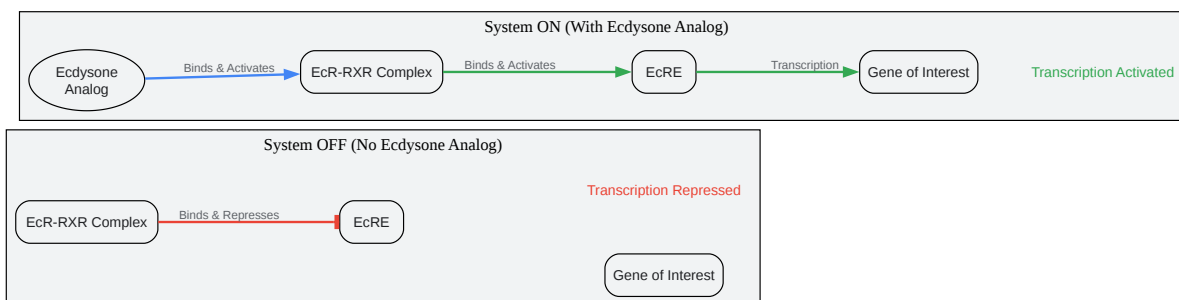 System ON (With Ecdysone Analog)
Ecdysone
Analog
Binds & Activates
EcR-RXR Complex
Binds & Activates
EcRE
Transcription
Gene of Interest
Transcription Activated
System OFF (No Ecdysone Analog)
Transcription Repressed
EcR-RXR Complex
Binds & Represses
EcRE
Gene of Interest